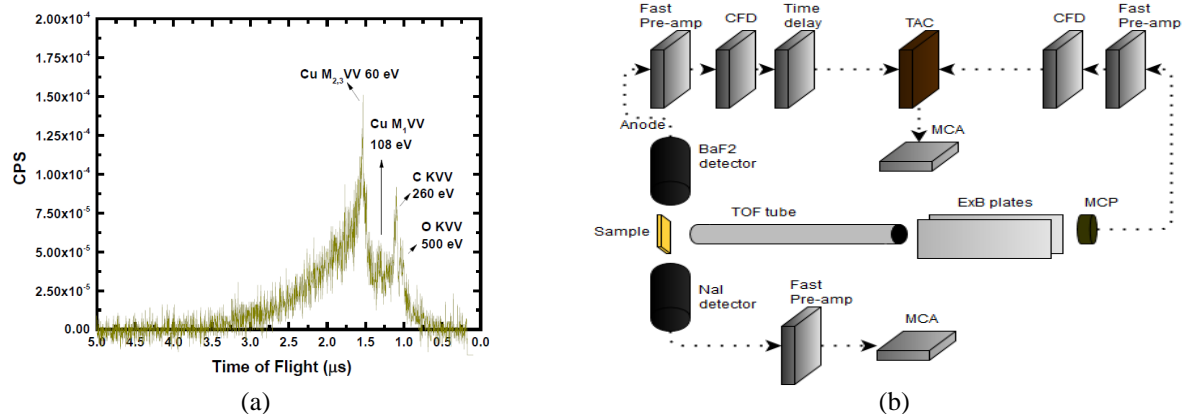 2.00x10-4
1.75x10-4
1.50x10-4
1.25x10-4
1.00x10-4
7.50x10-5
5.00x10-5
2.50x10-5
0.00
CPS
Cu M2,3VV 60 eV
Cu M1VV
108 eV
C KVV
260 eV
O KVV
500 eV
5.0 4.5 4.0 3.5 3.0 2.5 2.0 1.5 1.0 0.5 0.0
Time of Flight (μs)
(a)
Fast
Pre-amp
CFD
Time
delay
TAC
CFD
Fast
Pre-amp
Anode
MCA
BaF2
detector
Sample
TOF tube
ExB plates
MCP
NaI
detector
Fast
Pre-amp
MCA
(b)